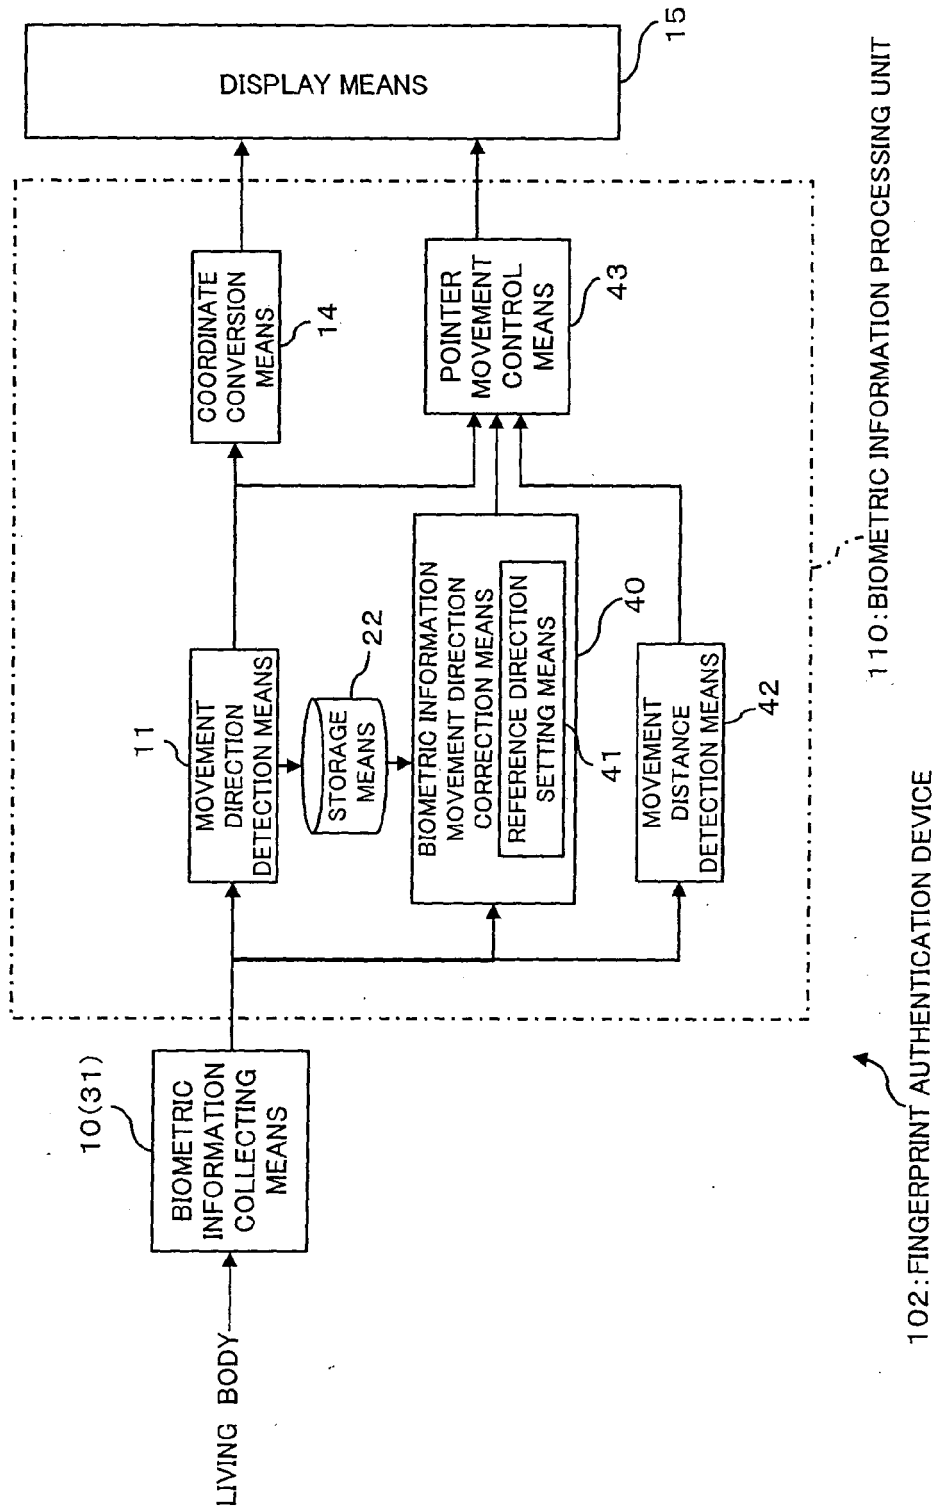 LIVING BODY
10(31)
BIOMETRIC
INFORMATION
COLLECTING
MEANS
11
MOVEMENT
DIRECTION
DETECTION MEANS
STORAGE
MEANS
22
BIOMETRIC INFORMATION
MOVEMENT DIRECTION
CORRECTION MEANS
REFERENCE DIRECTION
SETTING MEANS
41
40
MOVEMENT
DISTANCE
DETECTION MEANS
42
COORDINATE
CONVERSION
MEANS
14
POINTER
MOVEMENT
CONTROL
MEANS
43
DISPLAY MEANS
15
110:BIOMETRIC INFORMATION PROCESSING UNIT
102:FINGERPRINT AUTHENTICATION DEVICE